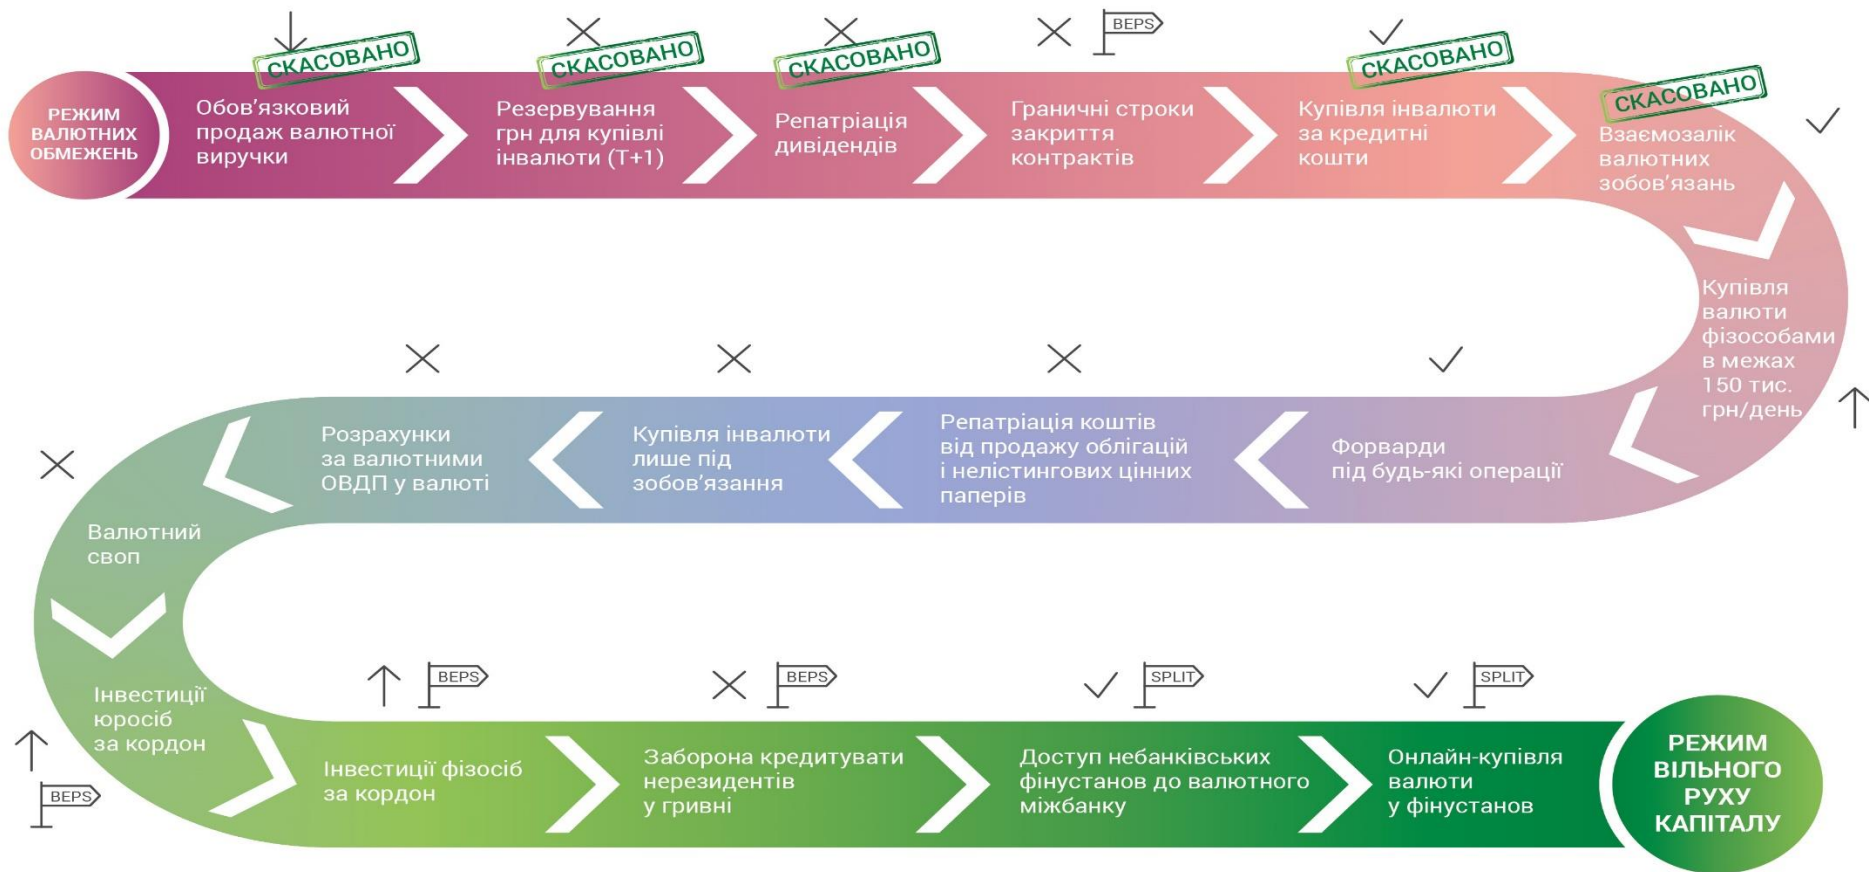 BEPS
СКАСОВАНО
СКАСОВАНО
СКАСОВАНО
СКАСОВАНО
СКАСОВАНО
РЕЖИМ
ВАЛЮТНИХ
ОБМЕЖЕНЬ
Обов’язковий
продаж валютної
виручки
Резервування
грн для купівлі
інвалюти (Т+1)
Репатріація
дивідендів
Граничні строки
закриття
контрактів
Купівля інвалюти
за кредитні
кошти
Взаємозалік
валютних
зобов’язань
Купівля
валюти
фізособами
в межах
150 тис.
грн/день
Форварди
під будь-які операції
Репатріація коштів
від продажу облігацій
і нелістингових цінних
паперів
Купівля інвалюти
лише під
зобов’язання
Розрахунки
за валютними
ОВДП у валюті
Валютний
своп
Інвестиції
юросіб
за кордон
BEPS
BEPS
Інвестиції фізосіб
за кордон
BEPS
Заборона кредитувати
нерезидентів
у гривні
SPLIT
Доступ небанківських
фінустанов до валютного
міжбанку
SPLIT
Онлайн-купівля
валюти
у фінустанов
РЕЖИМ
ВІЛЬНОГО
РУХУ
КАПІТАЛУ